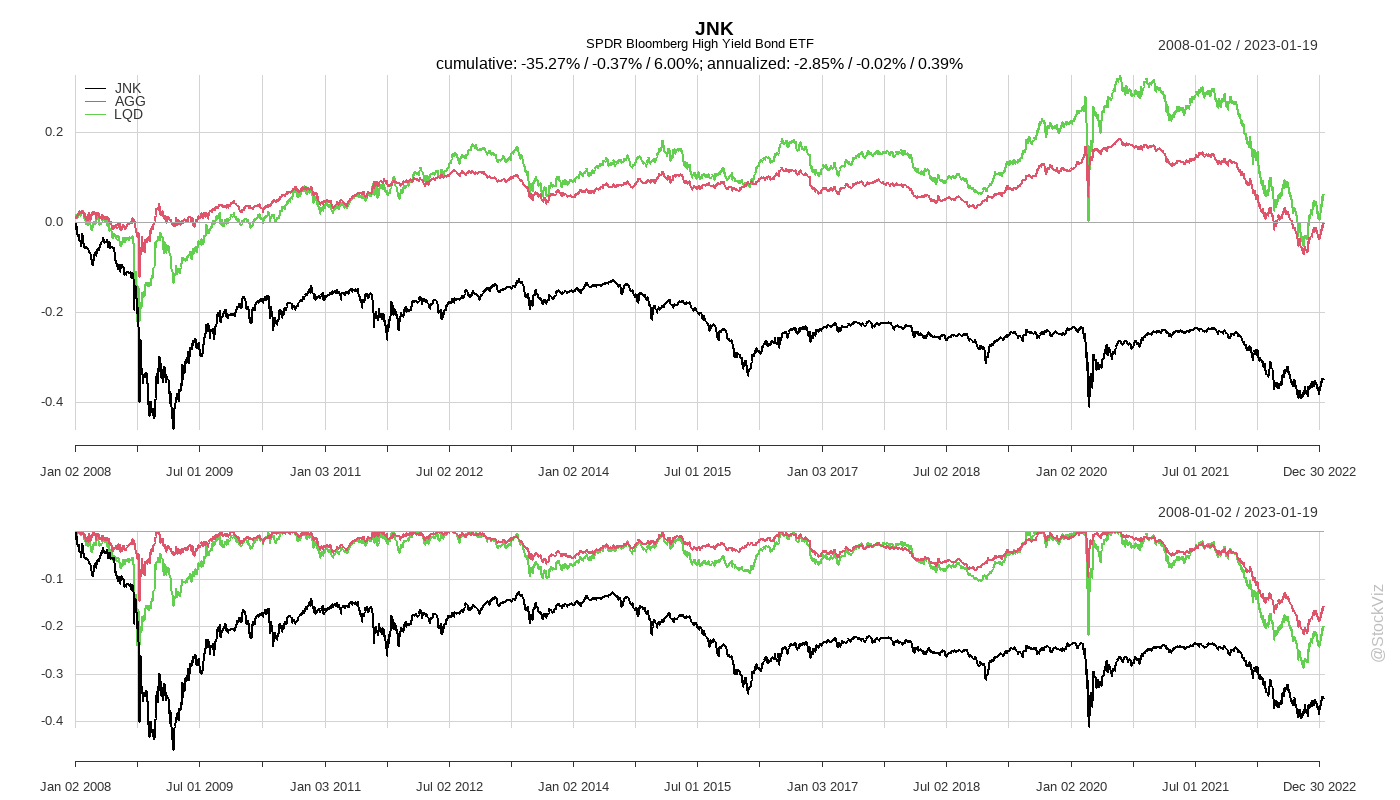 JNK
SPDR Bloomberg High Yield Bond ETF
2008-01-02 / 2023-01-19
cumulative: -35.27% / -0.37% / 6.00%; annualized: -2.85% / -0.02% / 0.39%
JNK
AGG
LQD
0.2
0.0
-0.2
-0.4
Jan 02 2008 Jul 01 2009 Jan 03 2011 Jul 02 2012 Jan 02 2014 Jul 01 2015 Jan 03 2017 Jul 02 2018 Jan 02 2020 Jul 01 2021 Dec 30 2022
2008-01-02 / 2023-01-19
-0.1
-0.2
-0.3
-0.4
Jan 02 2008 Jul 01 2009 Jan 03 2011 Jul 02 2012 Jan 02 2014 Jul 01 2015 Jan 03 2017 Jul 02 2018 Jan 02 2020 Jul 01 2021 Dec 30 2022
@StockViz